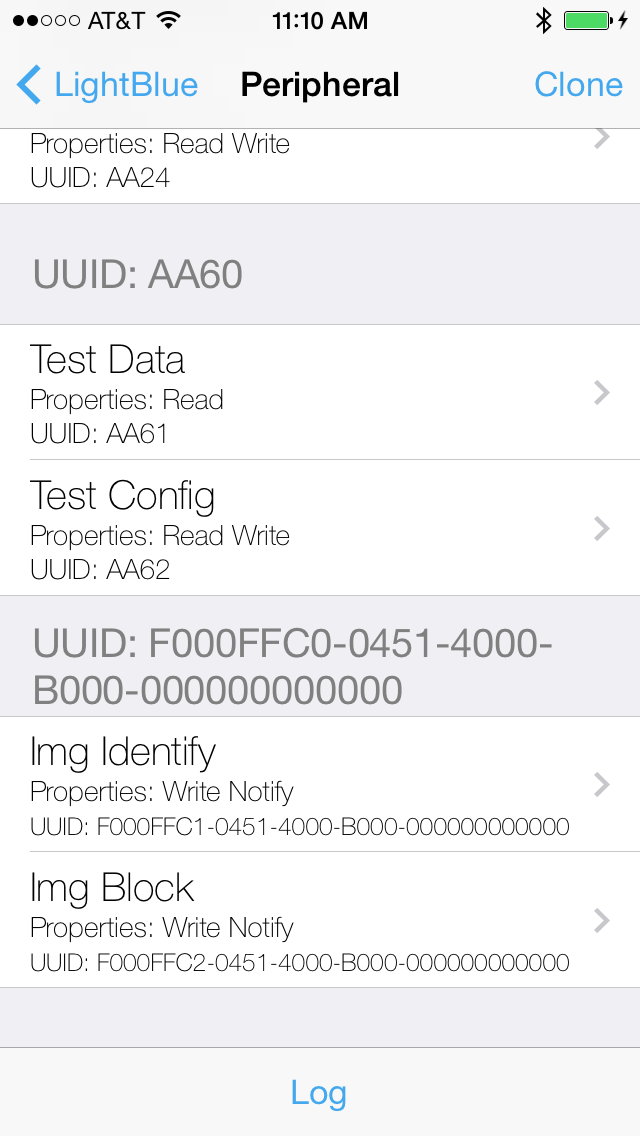 AT&T 11:10 AM
LightBlue Peripheral Clone
Properties: Read Write
UUID: AA24
UUID: AA60
Test Data
Properties: Read
UUID: AA61
Test Config
Properties: Read Write
UUID: AA62
UUID: F000FFC0-0451-4000-
B000-000000000000
Img Identify
Properties: Write Notify
UUID: F000FFC1-0451-4000-B000-000000000000
Img Block
Properties: Write Notify
UUID: F000FFC2-0451-4000-B000-000000000000
Log